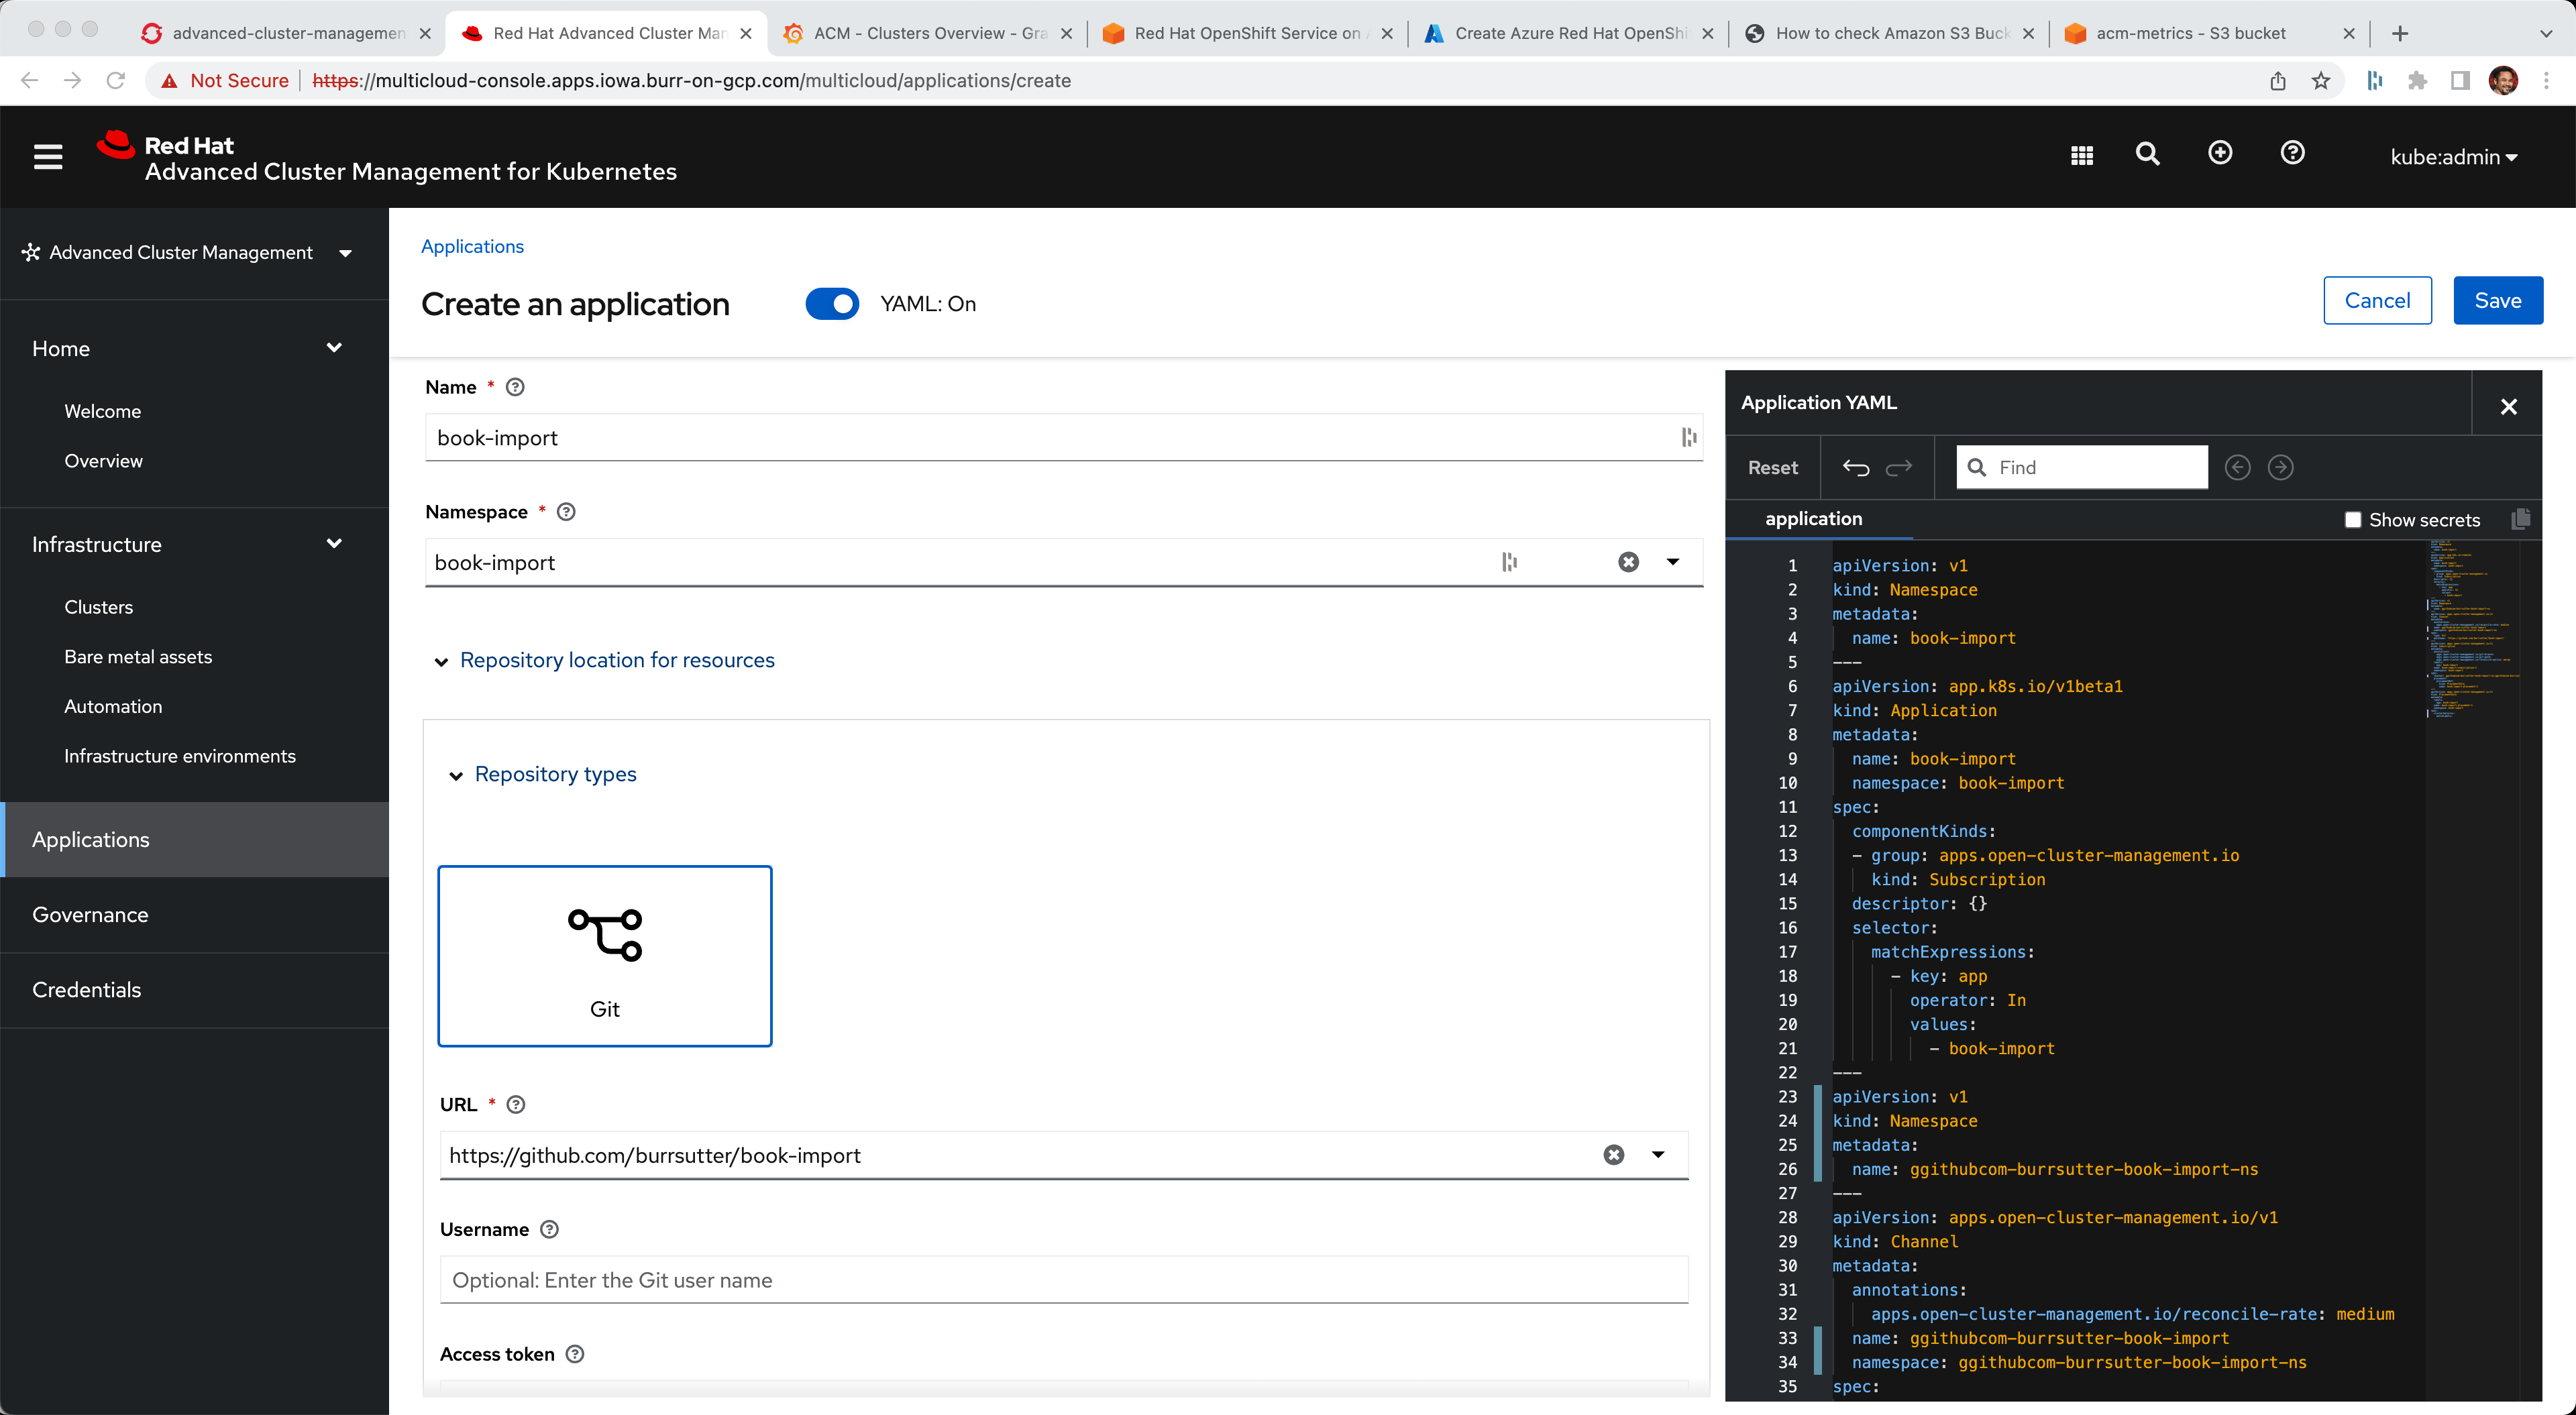 advanced-cluster-managemen
Red Hat Advanced Cluster Man
ACM - Clusters Overview - Gra
Red Hat OpenShift Service on
Create Azure Red Hat OpenShi
How to check Amazon S3 Buck
acm-metrics - S3 bucket
Not Secure
https://multicloud-console.apps.iowa.burr-on-gcp.com/multicloud/applications/create
Red Hat
Advanced Cluster Management for Kubernetes
kube:admin
Advanced Cluster Management
Home
Welcome
Overview
Infrastructure
Clusters
Bare metal assets
Automation
Infrastructure environments
Applications
Governance
Credentials
Applications
Create an application
YAML: On
Cancel
Save
Name *
book-import
Namespace *
book-import
Repository location for resources
Repository types
Git
URL *
https://github.com/burrsutter/book-import
Username
Optional: Enter the Git user name
Access token
Application YAML
Reset
Find
application
Show secrets
1 apiVersion: v1
2 kind: Namespace
3 metadata:
4 name: book-import
5 ---
6 apiVersion: app.k8s.io/v1beta1
7 kind: Application
8 metadata:
9 name: book-import
10 namespace: book-import
11 spec:
12 componentKinds:
13 - group: apps.open-cluster-management.io
14 kind: Subscription
15 descriptor: {}
16 selector:
17 matchExpressions:
18 - key: app
19 operator: In
20 values:
21 - book-import
22 ---
23 apiVersion: v1
24 kind: Namespace
25 metadata:
26 name: ggithubcom-burrsutter-book-import-ns
27 ---
28 apiVersion: apps.open-cluster-management.io/v1
29 kind: Channel
30 metadata:
31 annotations:
32 apps.open-cluster-management.io/reconcile-rate: medium
33 name: ggithubcom-burrsutter-book-import
34 namespace: ggithubcom-burrsutter-book-import-ns
35 spec: